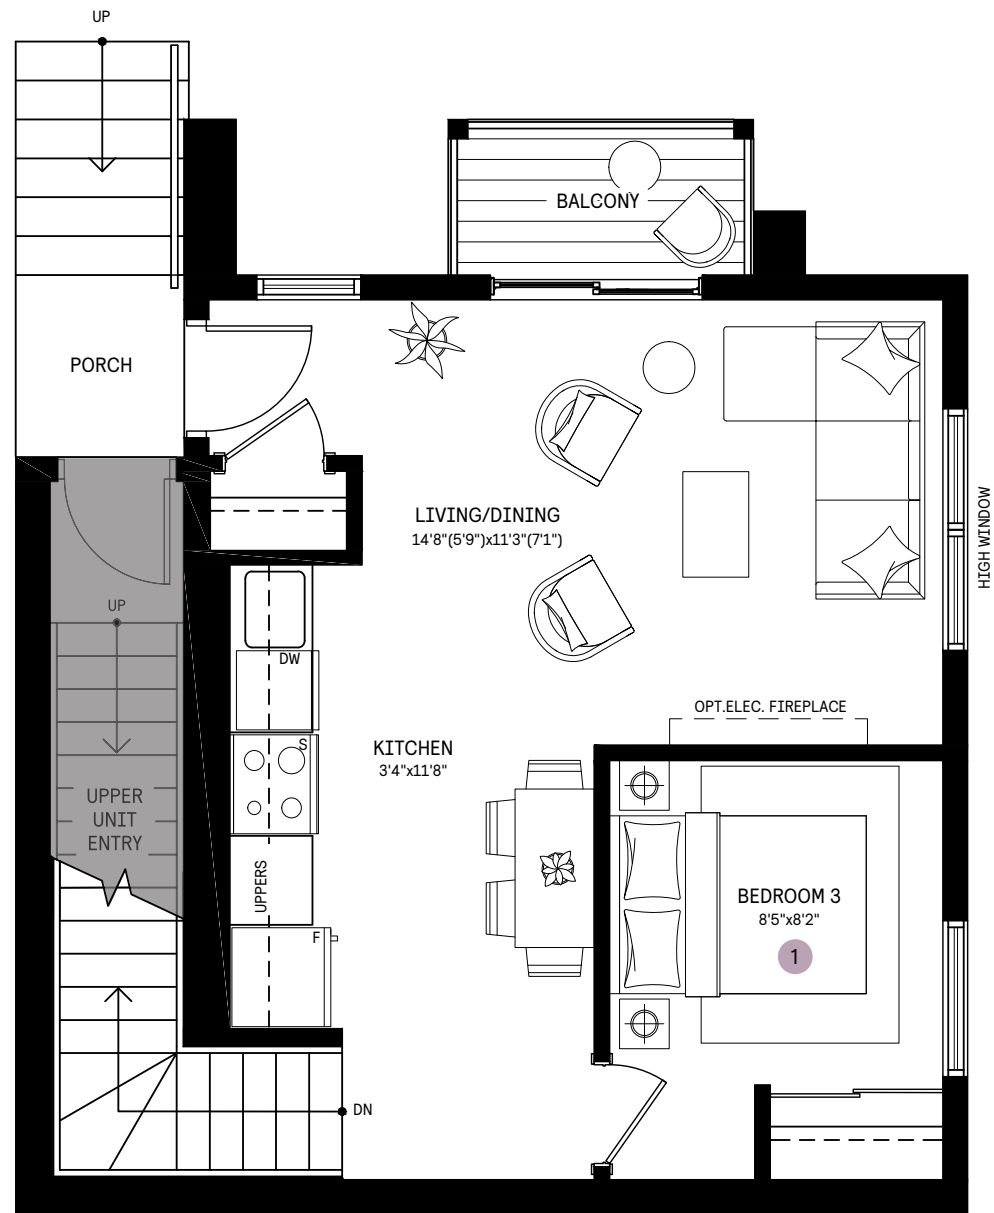 UP
BALCONY
PORCH
HIGH WINDOW
LIVING/DINING
14'8"(5'9")x11'3"(7'1")
UP
DW
OPT.ELEC. FIREPLACE
S
KITCHEN
3'4"x11'8"
UPPER
UNIT
ENTRY
UPPERS
BEDROOM 3
8'5"x8'2"
F
1
DN